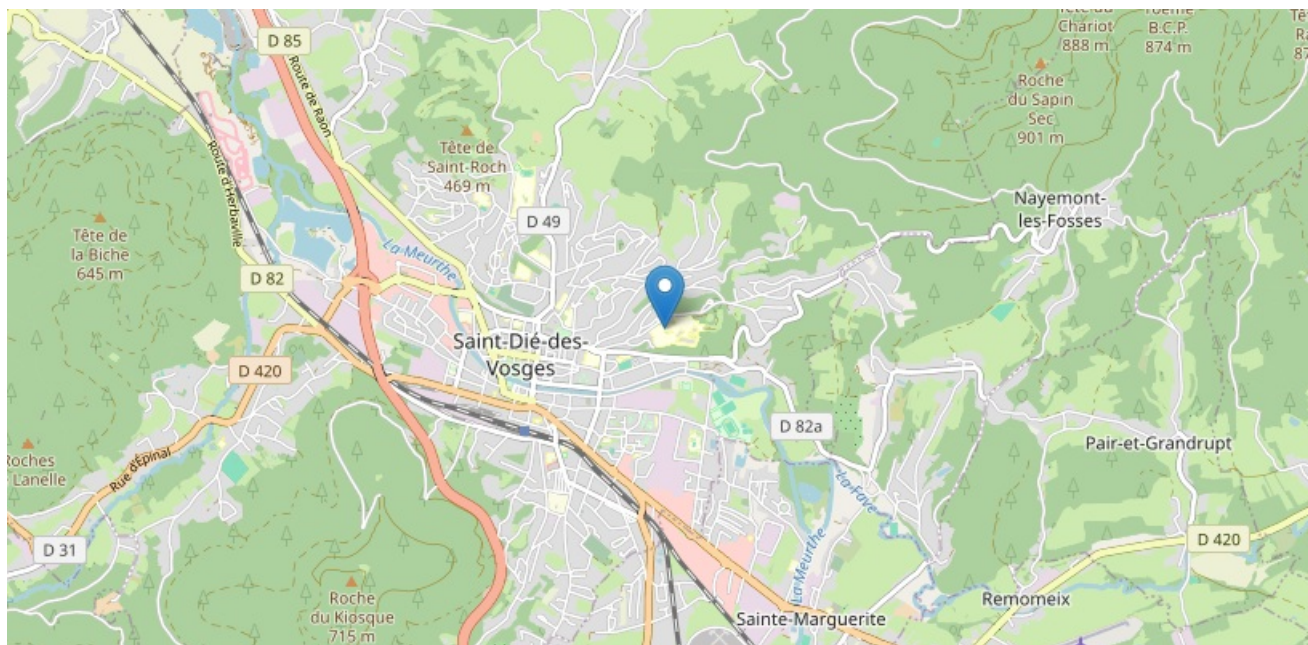 D 85
Route de Raon
Tête du
Chariot
888 m
10ème
B.C.P.
874 m
Roche
du Sapin
Sec
901 m
Tête de
Saint-Roch
469 m
Route d'Herbaville
Nayemont-
les-Fosses
D 49
Tête de
la Biche
645 m
La Meurthe
D 82
Saint-Dié-des-
Vosges
D 420
D 82a
Pair-et-Grandrupt
Roches
Lanelle
Rue d'Épinal
La Fave
D 31
D 420
La Meurthe
Roche
du Kiosque
715 m
Remomeix
Sainte-Marguerite